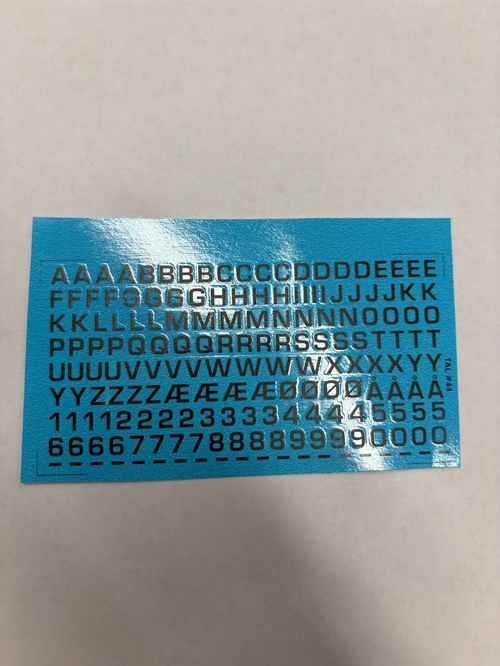 AAAABBBBCCCCDDDDEEEE
FFFFGGGGHHHHIIIIJJJJKK
KKLLLLMMMMNNNNOOOO
PPPPQQQQRRRRSSSSTTTT
UUUUVVVVWWWWXXXXYY
YYZZZZÆÆÆÆØØØØÅÅÅÅ
11112222333344445555
66667777888899990000